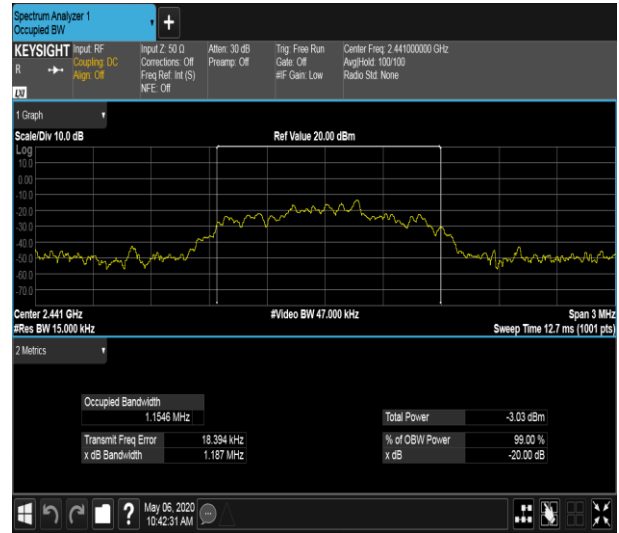 Spectrum Analyzer 1
Occupied BW
+
KEYSIGHT
R
LXI
Input: RF
Coupling: DC
Align: Off
Input Z: 50 Ω
Corrections: Off
Freq Ref: Int (S)
NFE: Off
Atten: 30 dB
Preamp: Off
Trig: Free Run
Gate: Off
#IF Gain: Low
Center Freq: 2.441000000 GHz
Avg|Hold: 100/100
Radio Std: None
1 Graph
Scale/Div 10.0 dB
Ref Value 20.00 dBm
Log
10.0
0.00
-10.0
-20.0
-30.0
-40.0
-50.0
-60.0
-70.0
Center 2.441 GHz
#Video BW 47.000 kHz
Span 3 MHz
#Res BW 15.000 kHz
Sweep Time 12.7 ms (1001 pts)
2 Metrics
Occupied Bandwidth
1.1546 MHz
Total Power -3.03 dBm
Transmit Freq Error 18.394 kHz
% of OBW Power 99.00 %
x dB Bandwidth 1.187 MHz
x dB -20.00 dB
?
May 06, 2020
10:42:31 AM